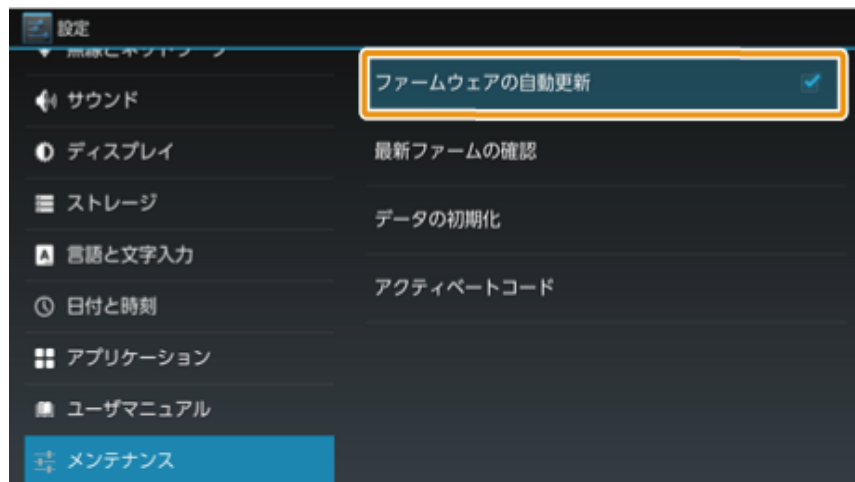 設定
サウンド
ディスプレイ
ストレージ
言語と文字入力
日付と時刻
アプリケーション
ユーザマニュアル
メンテナンス
ファームウェアの自動更新
最新ファームの確認
データの初期化
アクティベートコード